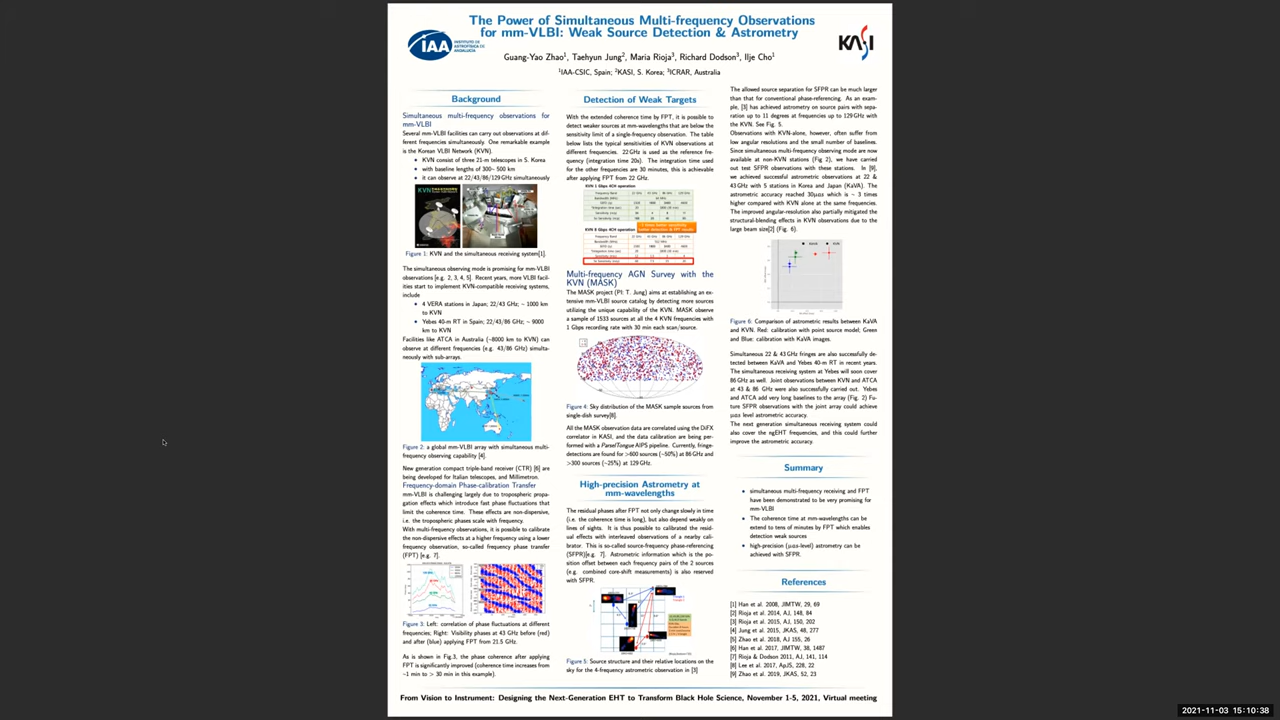 The Power of Simultaneous Multi-frequency Observations
for mm-VLBI: Weak Source Detection & Astrometry
IAA
INSTITUTO DE
ASTROFÍSICA DE
ANDALUCÍA
KASI
Guang-Yao Zhao1, Taehyun Jung2, Maria Rioja3, Richard Dodson3, Ilje Cho1
1IAA-CSIC, Spain; 2KASI, S. Korea; 3ICRAR, Australia
Background
Simultaneous multi-frequency observations for
mm-VLBI
Several mm-VLBI facilities can carry out observations at dif-
ferent frequencies simultaneously. One remarkable example
is the Korean VLBI Network (KVN)
• KVN consist of three 21-m telescopes in S. Korea
• with baseline lengths of 300~ 500 km
• it can observe at 22/43/86/129 GHz simultaneously
KVN
Figure 1: KVN and the simultaneous receiving system[1].
The simultaneous observing mode is promising for mm-VLBI
observations [e.g. 2, 3, 4, 5]. Recent years, more VLBI facil-
ities start to implement KVN-compatible receiving systems,
include
• 4 VERA stations in Japan; 22/43 GHz; ~ 1000 km
to KVN
• Yebes 40-m RT in Spain; 22/43/86 GHz; ~ 9000
km to KVN
Facilities like ATCA in Australia (~8000 km to KVN) can
observe at different frequencies (e.g. 43/86 GHz) simulta-
neously with sub-arrays.
Figure 2: a global mm-VLBI array with simultaneous multi-
frequency observing capability [4].
New generation compact triple-band receiver (CTR) [6] are
being developed for Italian telescopes, and Millimetron.
Frequency-domain Phase-calibration Transfer
mm-VLBI is challenging largely due to tropospheric propa-
gation effects which introduce fast phase fluctuations that
limit the coherence time. These effects are non-dispersive,
i.e. the tropospheric phases scale with frequency.
With multi-frequency observations, it is possible to calibrate
the non-dispersive effects at a higher frequency using a lower
frequency observation, so-called frequency phase transfer
(FPT) [e.g. 7].
Figure 3: Left: correlation of phase fluctuations at different
frequencies; Right: Visibility phases at 43 GHz before (red)
and after (blue) applying FPT from 21.5 GHz.
As is shown in Fig.3, the phase coherence after applying
FPT is significantly improved (coherence time increases from
~1 min to > 30 min in this example).
Detection of Weak Targets
With the extended coherence time by FPT, it is possible to
detect weaker sources at mm-wavelengths that are below the
sensitivity limit of a single-frequency observation. The table
below lists the typical sensitivities of KVN observations at
different frequencies. 22 GHz is used as the reference fre-
quency (integration time 20s). The integration time used
for the other frequencies are 30 minutes, this is achievable
after applying FPT from 22 GHz.
KVN 1 Gbps 4CH operation
KVN 8 Gbps 4CH operation
Multi-frequency AGN Survey with the
KVN (MASK)
The MASK project (PI: T. Jung) aims at establishing an ex-
tensive mm-VLBI source catalog by detecting more sources
utilizing the unique capability of the KVN. MASK observe
a sample of 1533 sources at all the 4 KVN frequencies with
1 Gbps recording rate with 30 min each scan/source.
Figure 4: Sky distribution of the MASK sample sources from
single-dish survey[8].
All the MASK observation data are correlated using the DiFX
correlator in KASI, and the data calibration are being per-
formed with a ParselTongue AIPS pipeline. Currently, fringe-
detections are found for >600 sources (~50%) at 86 GHz and
>300 sources (~25%) at 129 GHz.
High-precision Astrometry at
mm-wavelengths
The residual phases after FPT not only change slowly in time
(i.e. the coherence time is long), but also depend weakly on
lines of sights. It is thus possible to calibrated the resid-
ual effects with interleaved observations of a nearby cali-
brator. This is so-called source-frequency phase-referencing
(SFPR)[e.g. 7]. Astrometric information which is the po-
sition offset between each frequency pairs of the 2 sources
(e.g. combined core-shift measurements) is also reserved
with SFPR.
Figure 5: Source structure and their relative locations on the
sky for the 4-frequency astrometric observation in [3]
The allowed source separation for SFPR can be much larger
than that for conventional phase-referencing. As an exam-
ple, [3] has achieved astrometry on source pairs with sepa-
ration up to 11 degrees at frequencies up to 129 GHz with
the KVN. See Fig. 5.
Observations with KVN-alone, however, often suffer from
low angular resolutions and the small number of baselines.
Since simultaneous multi-frequency observing mode are now
available at non-KVN stations (Fig 2), we have carried
out test SFPR observations with these stations. In [9],
we achieved successful astrometric observations at 22 &
43 GHz with 5 stations in Korea and Japan (KaVA). The
astrometric accuracy reached 30μas which is ~ 3 times
higher compared with KVN alone at the same frequencies.
The improved angular-resolution also partially mitigated the
structural-blending effects in KVN observations due to the
large beam size[2] (Fig. 6).
Figure 6: Comparison of astrometric results between KaVA
and KVN. Red: calibration with point source model; Green
and Blue: calibration with KaVA images.
Simultaneous 22 & 43 GHz fringes are also successfully de-
tected between KaVA and Yebes 40-m RT in recent years.
The simultaneous receiving system at Yebes will soon cover
86 GHz as well. Joint observations between KVN and ATCA
at 43 & 86 GHz were also successfully carried out. Yebes
and ATCA add very long baselines to the array (Fig. 2) Fu-
ture SFPR observations with the joint array could achieve
μas level astrometric accuracy.
The next generation simultaneous receiving system could
also cover the ngEHT frequencies, and this could further
improve the astrometric accuracy.
Summary
• simultaneous multi-frequency receiving and FPT
have been demonstrated to be very promising for
mm-VLBI
• The coherence time at mm-wavelengths can be
extend to tens of minutes by FPT which enables
detection weak sources
• high-precision (μas-level) astrometry can be
achieved with SFPR.
References
[1] Han et al. 2008, IJIMTW, 29, 69
[2] Rioja et al. 2014, AJ, 148, 84
[3] Rioja et al. 2015, AJ, 150, 202
[4] Jung et al. 2015, JKAS, 48, 277
[5] Zhao et al. 2018, AJ 155, 26
[6] Han et al. 2017, IJIMTW, 38, 1487
[7] Rioja & Dodson 2011, AJ, 141, 114
[8] Lee et al. 2017, ApJS, 228, 22
[9] Zhao et al. 2019, JKAS, 52, 23
From Vision to Instrument: Designing the Next-Generation EHT to Transform Black Hole Science, November 1-5, 2021, Virtual meeting
2021-11-03 15:10:38